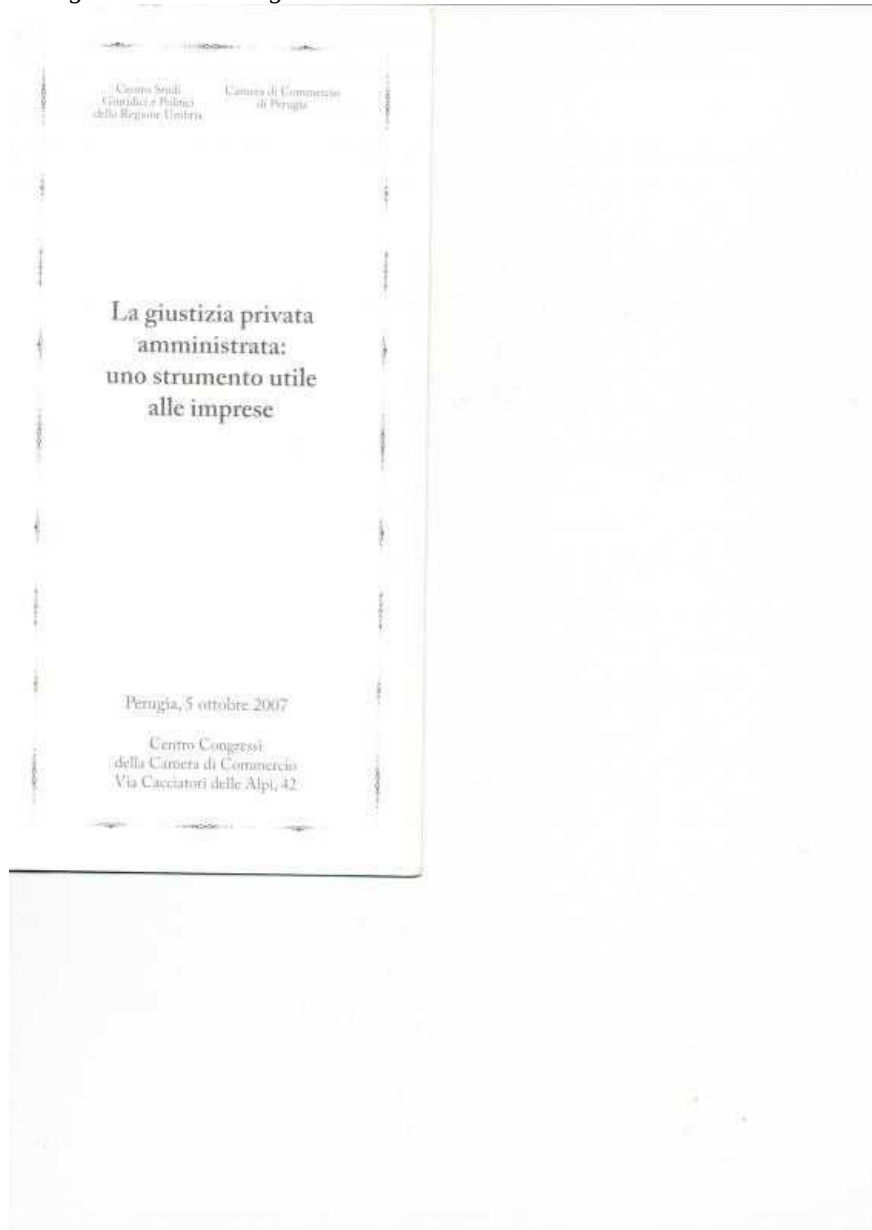 Centro Studi
Giuridici e Politici
della Regione Umbria
Camera di Commercio
di Perugia
La giustizia privata
amministrata:
uno strumento utile
alle imprese
Perugia, 5 ottobre 2007
Centro Congressi
della Camera di Commercio
Via Cacciatori delle Alpi, 42